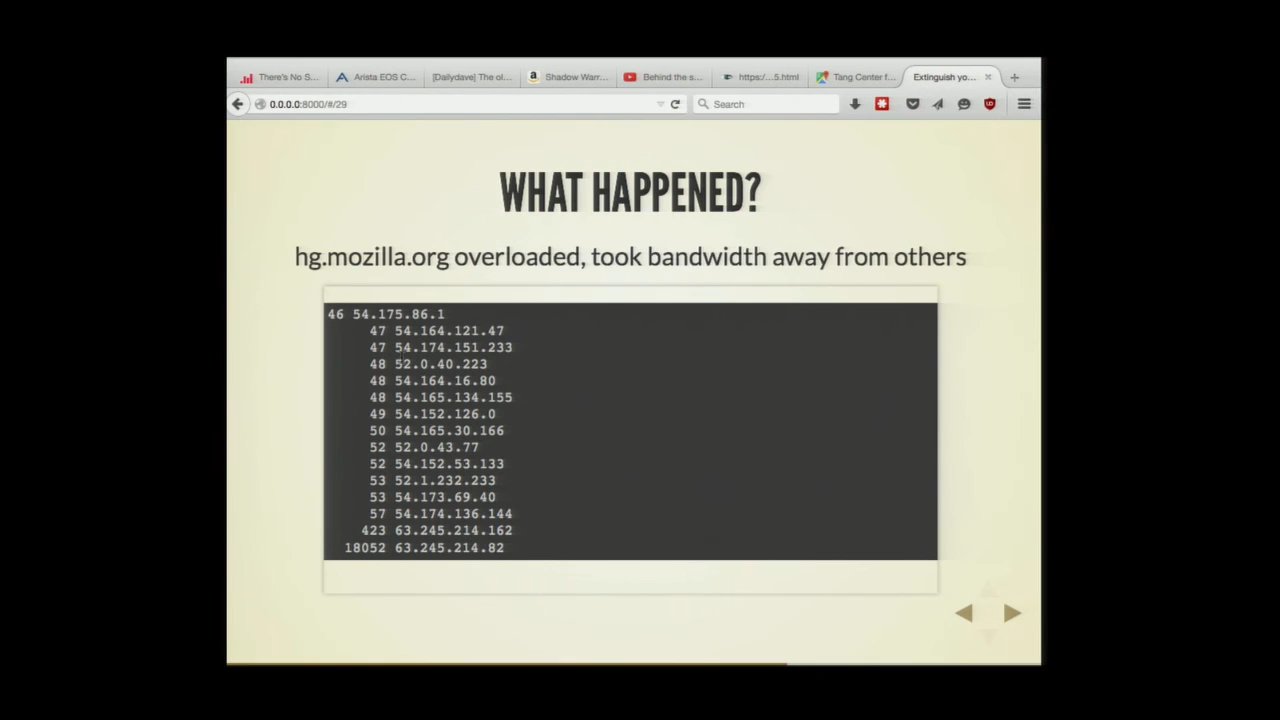 There's No S...
Arista EOS C...
[Dailydave] The ol...
Shadow Warr...
Behind the s...
https:/...5.html
Tang Center f...
Extinguish yo...
0.0.0.0:8000/#/29
Search
WHAT HAPPENED?
hg.mozilla.org overloaded, took bandwidth away from others
46 54.175.86.1
47 54.164.121.47
47 54.174.151.233
48 52.0.40.223
48 54.164.16.80
48 54.165.134.155
49 54.152.126.0
50 54.165.30.166
52 52.0.43.77
52 54.152.53.133
53 52.1.232.233
53 54.173.69.40
57 54.174.136.144
423 63.245.214.162
18052 63.245.214.82